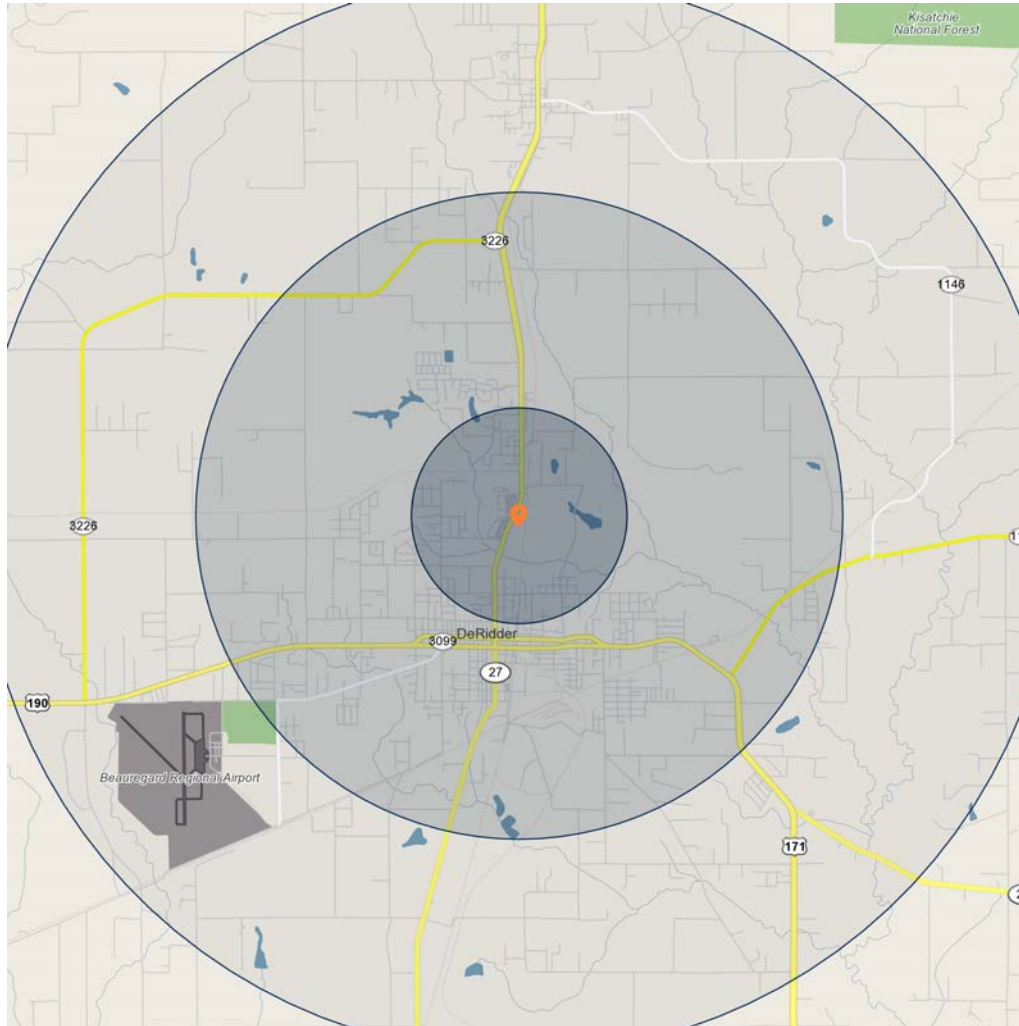 Kisatchie
National Forest
3226
1146
3226
3099
DeRidder
27
190
Beauregard Regional Airport
171